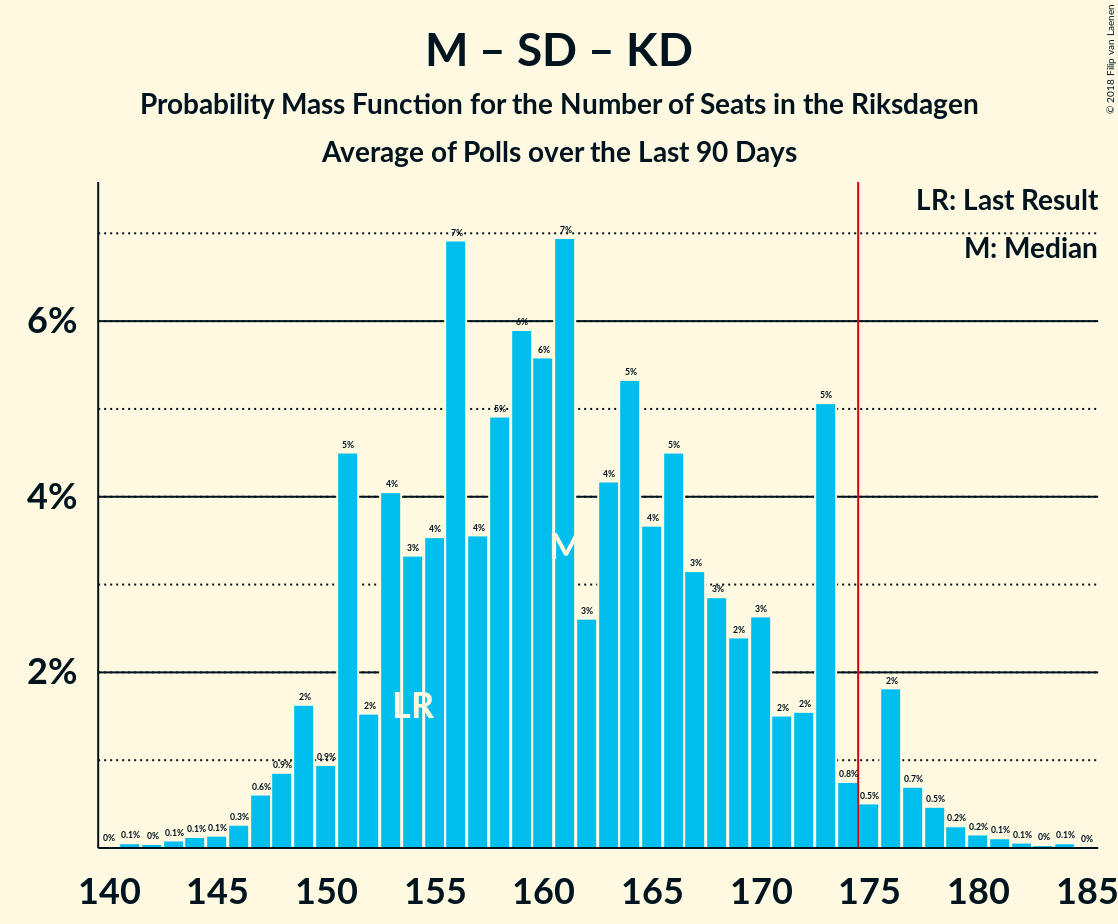 M – SD – KD
Probability Mass Function for the Number of Seats in the Riksdagen
Average of Polls over the Last 90 Days
© 2018 Filip van Laenen
LR: Last Result
M: Median
6%
4%
2%
0% 0.1% 0% 0.1% 0.1% 0.1% 0.3% 0.6% 0.9% 2% 0.9% 5% 2% 4% 3% 4% 7% 4% 5% 6% 6% 7% 3% 4% 5% 4% 5% 3% 3% 2% 3% 2% 2% 5% 0.8% 0.5% 2% 0.7% 0.5% 0.2% 0.2% 0.1% 0.1% 0% 0.1% 0%
M
LR
140 145 150 155 160 165 170 175 180 185